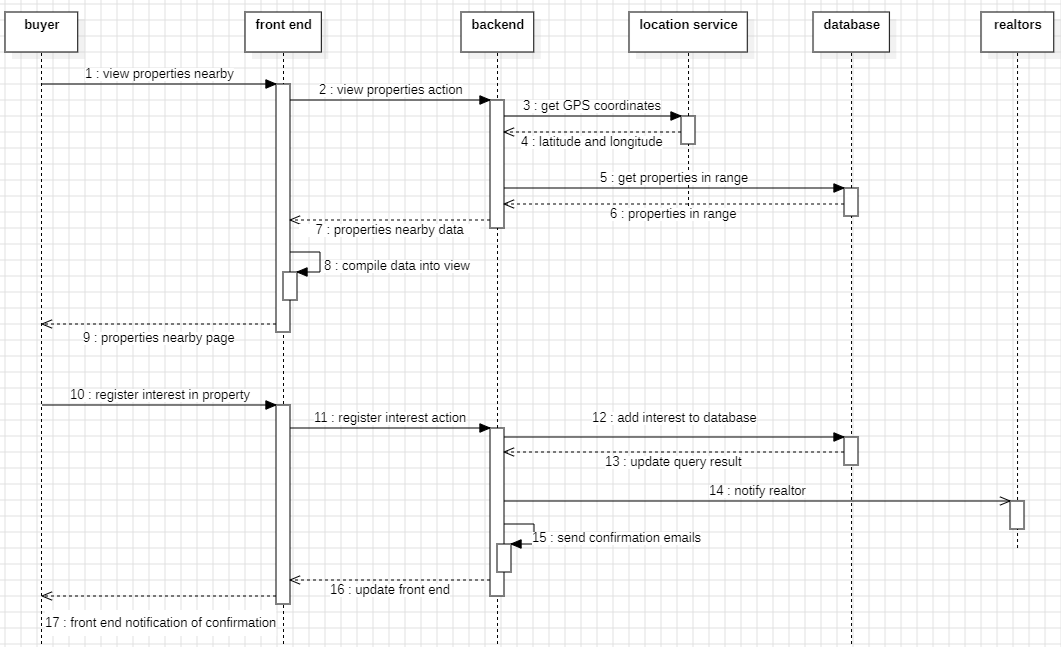 buyer
front end
backend
location service
database
realtors
1 : view properties nearby
2 : view properties action
3 : get GPS coordinates
4 : latitude and longitude
5 : get properties in range
6 : properties in range
7 : properties nearby data
8 : compile data into view
9 : properties nearby page
10 : register interest in property
11 : register interest action
12 : add interest to database
13 : update query result
14 : notify realtor
15 : send confirmation emails
16 : update front end
17 : front end notification of confirmation